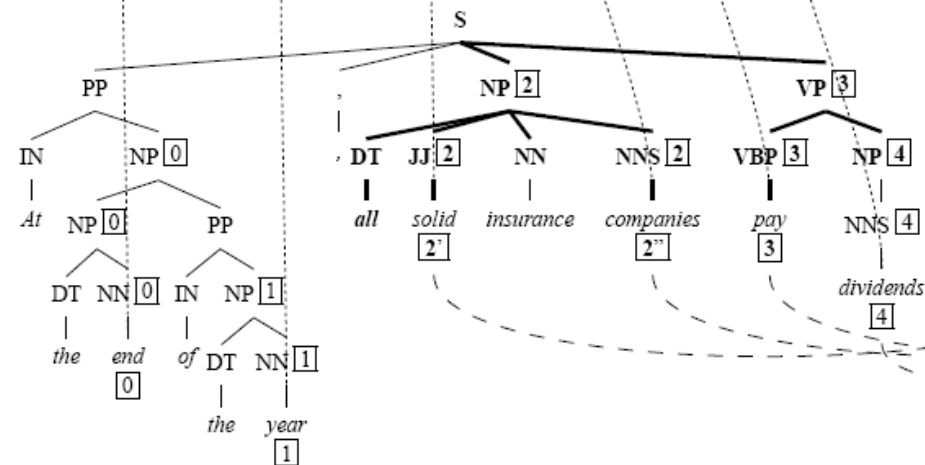 S
PP , NP 2 VP 3
IN NP 0 , DT JJ 2 NN NNS 2 VBP 3 NP 4
At NP 0 PP all solid insurance companies pay NNS 4
2' 2" 3
DT NN 0 IN NP 1 dividends
4
the end of DT NN 1
0
the year
1